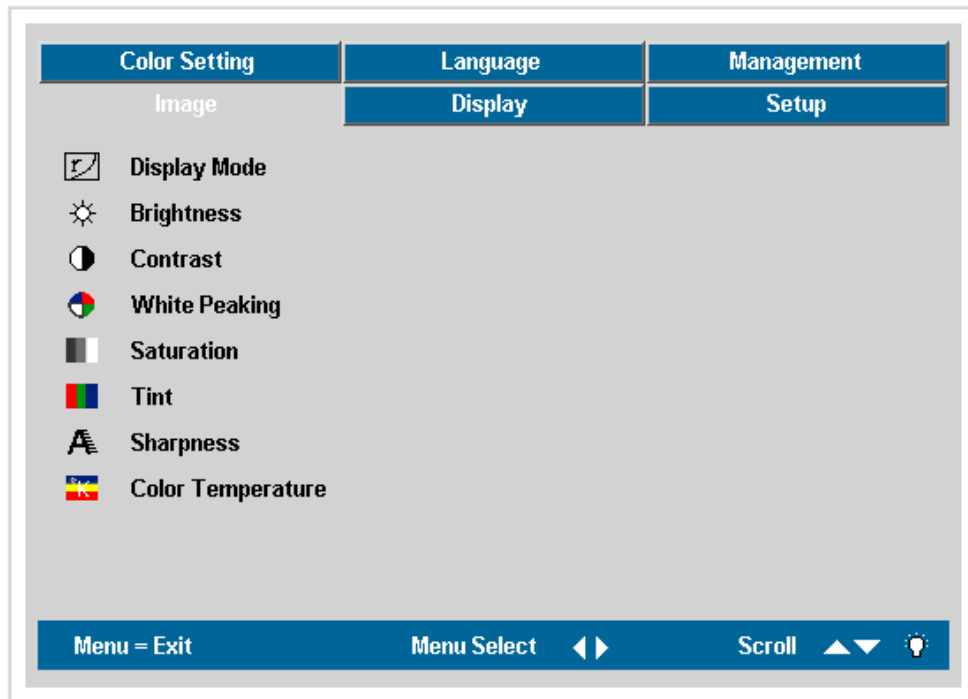 Color Setting Language Management
Image Display Setup
Display Mode
Brightness
Contrast
White Peaking
Saturation
Tint
Sharpness
°K Color Temperature
Menu = Exit Menu Select Scroll